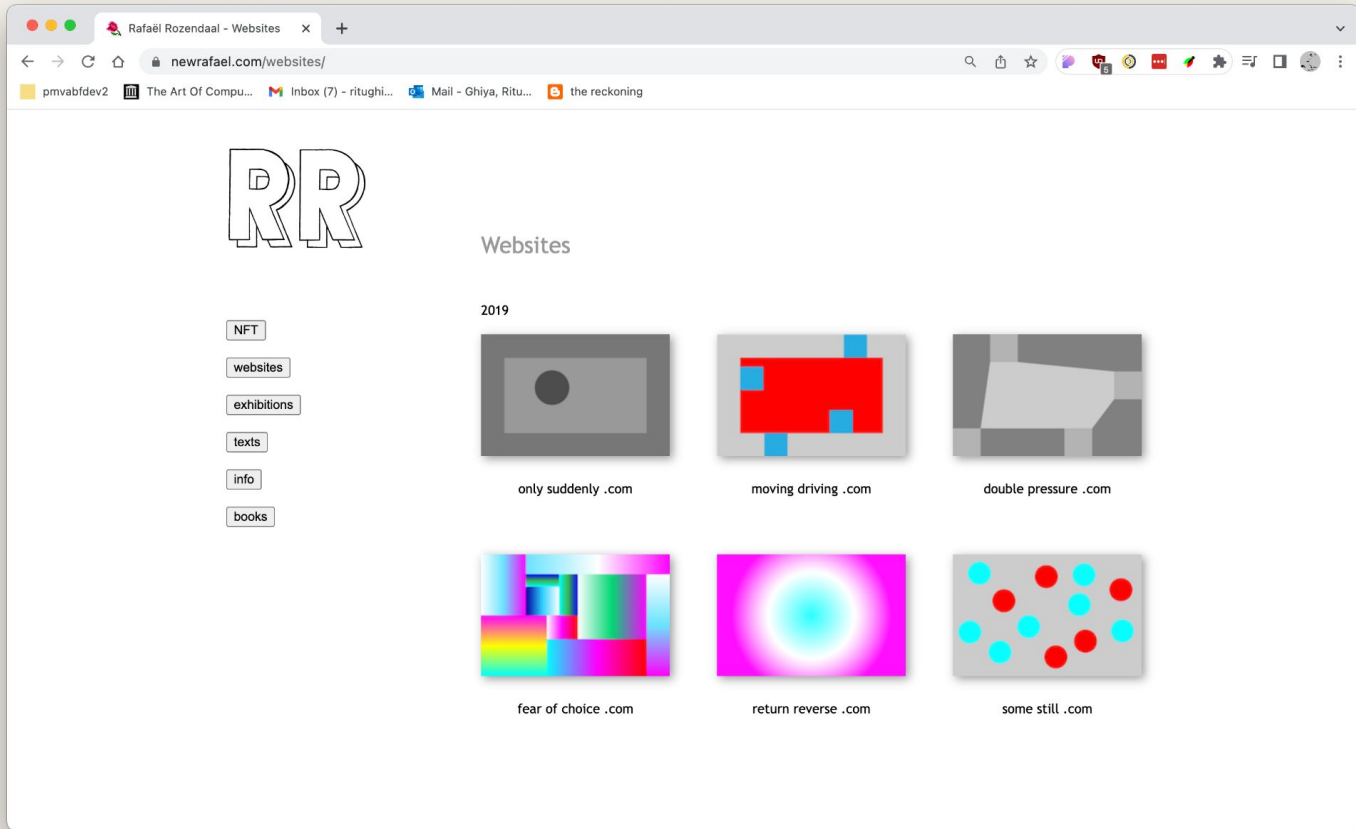 Rafaël Rozendaal - Websites
newrafael.com/websites/
5
pmvabfdev2 The Art Of Compu... Inbox (7) - ritughi... Mail - Ghiya, Ritu... the reckoning
RR
Websites
2019
NFT
websites
exhibitions
texts
info
books
only suddenly .com moving driving .com double pressure .com
fear of choice .com return reverse .com some still .com